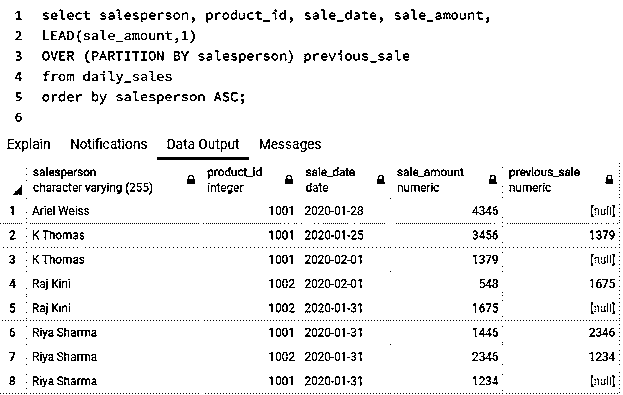 1 select salesperson, product_id, sale_date, sale_amount,
2 LEAD(sale_amount,1)
3 OVER (PARTITION BY salesperson) previous_sale
4 from daily_sales
5 order by salesperson ASC;
6
Explain Notifications Data Output Messages
salesperson product_id sale_date sale_amount previous_sale
character varying (255) integer date numeric numeric
1 Ariel Weiss 1001 2020-01-28 4345 [null]
2 K Thomas 1001 2020-01-25 3456 1379
3 K Thomas 1001 2020-02-01 1379 [null]
4 Raj Kini 1002 2020-02-01 548 1675
5 Raj Kini 1002 2020-01-31 1675 [null]
6 Riya Sharma 1001 2020-01-31 1445 2345
7 Riya Sharma 1002 2020-01-31 2345 1234
8 Riya Sharma 1001 2020-01-31 1234 [null]